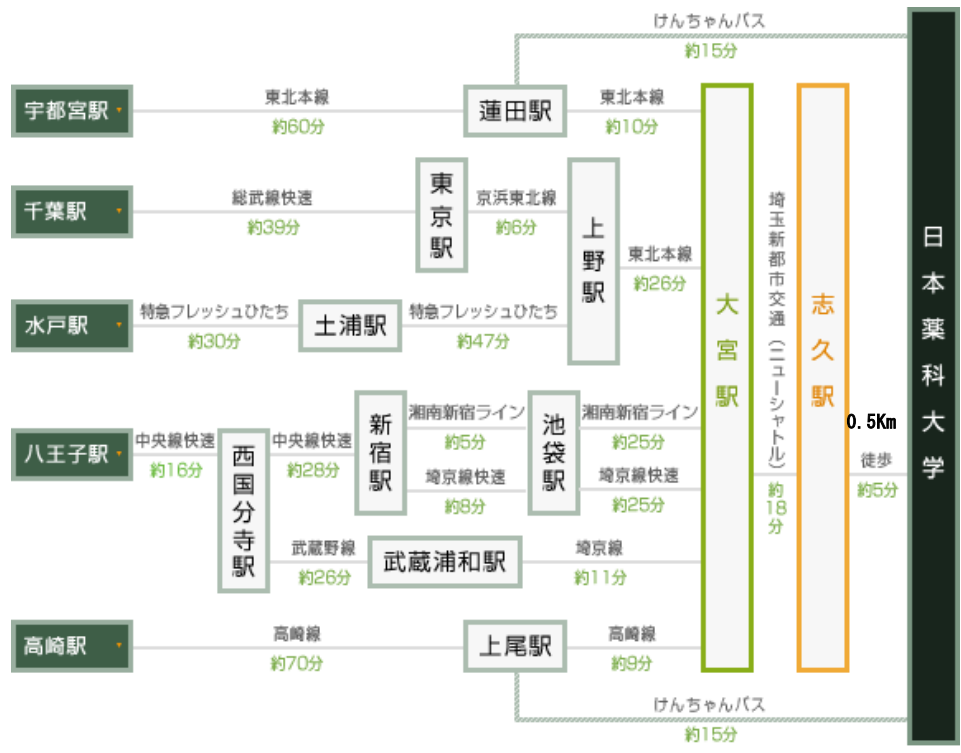 けんちゃんバス
約15分
宇都宮駅
東北本線
約60分
蓮田駅
東北本線
約10分
千葉駅
総武線快速
約39分
東京駅
京浜東北線
約6分
上野駅
東北本線
約26分
水戸駅
特急フレッシュひたち
約30分
土浦駅
特急フレッシュひたち
約47分
八王子駅
中央線快速
約16分
西国分寺駅
中央線快速
約28分
新宿駅
湘南新宿ライン
約5分
埼京線快速
約8分
池袋駅
湘南新宿ライン
約25分
埼京線快速
約25分
武蔵野線
約26分
武蔵浦和駅
埼京線
約11分
高崎駅
高崎線
約70分
上尾駅
高崎線
約9分
けんちゃんバス
約15分
大宮駅
埼玉新都市交通（ニューシャトル）
約18分
志久駅
0.5Km
徒歩
約5分
日本薬科大学